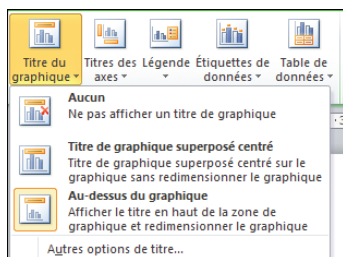 Titre du graphique
Titres des axes
Légende
Étiquettes de données
Table de données
Aucun
Ne pas afficher un titre de graphique
Titre de graphique superposé centré
Titre de graphique superposé centré sur le
graphique sans redimensionner le graphique
Au-dessus du graphique
Afficher le titre en haut de la zone de
graphique et redimensionner le graphique
Autres options de titre...